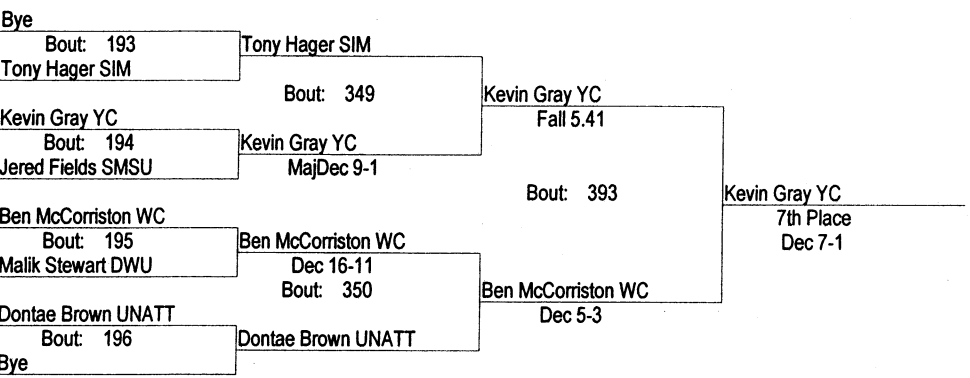 Bye
Bout: 193
Tony Hager SIM
Tony Hager SIM
Bout: 349
Kevin Gray YC
Bout: 194
Jered Fields SMSU
Kevin Gray YC
MajDec 9-1
Kevin Gray YC
Fall 5.41
Bout: 393
Kevin Gray YC
7th Place
Dec 7-1
Ben McCorriston WC
Bout: 195
Malik Stewart DWU
Ben McCorriston WC
Dec 16-11
Bout: 350
Ben McCorriston WC
Dec 5-3
Dontae Brown UNATT
Bout: 196
Bye
Dontae Brown UNATT